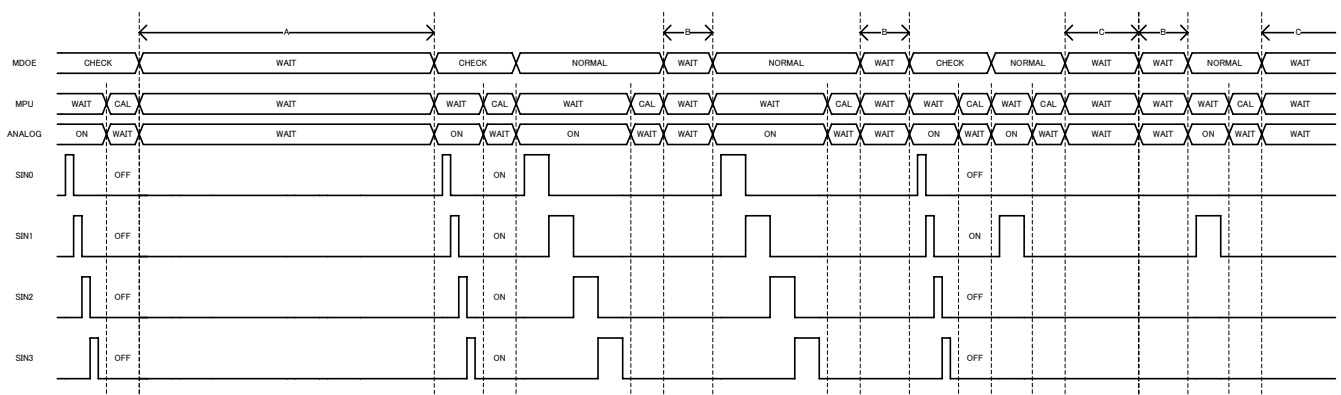 A B B C B C
MDOE CHECK WAIT CHECK NORMAL WAIT NORMAL WAIT CHECK NORMAL WAIT WAIT NORMAL WAIT
MPU WAIT CAL WAIT WAIT CAL WAIT CAL WAIT WAIT CAL WAIT WAIT CAL WAIT CAL WAIT WAIT WAIT CAL WAIT
ANALOG ON WAIT WAIT ON WAIT ON WAIT WAIT ON WAIT WAIT ON WAIT ON WAIT WAIT WAIT ON WAIT WAIT
SIN0 OFF ON OFF
SIN1 OFF ON ON
SIN2 OFF ON OFF
SIN3 OFF ON OFF